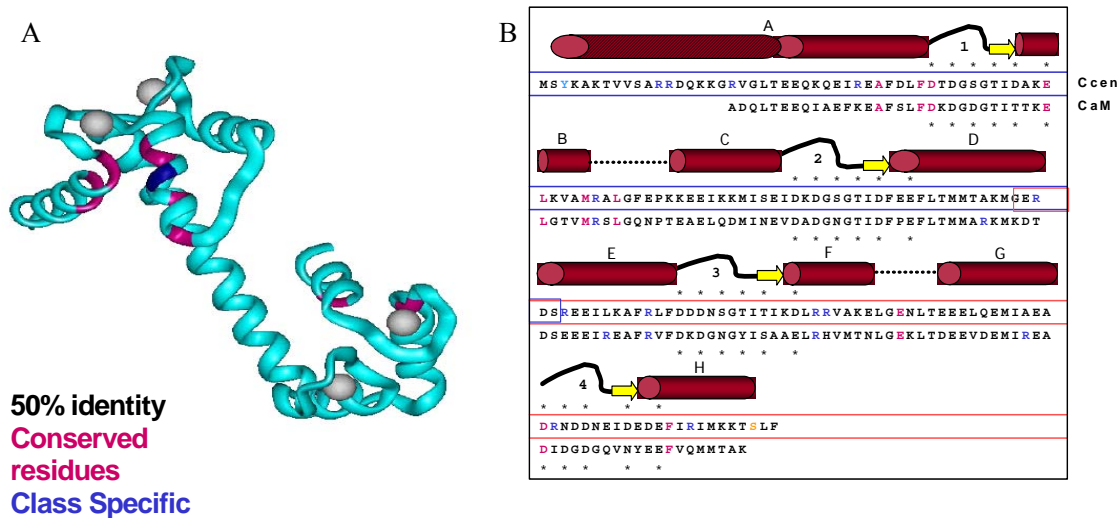 A
50% identity
Conserved
residues
Class Specific
B
A
1
* * * * * *
MSYKAKTVVSARRDQKKGRVGLTEEQKQEIREAFDLFDTDGSGTIDAKE
Ccen
ADQLTEEQIAEFKEAFSLFDKDGDGTITTKE
CaM
* * * * * *
B
C
2
D
* * * * * *
LKVAMRALGFEPKKEEIKKMISEIDKDGSGTIDFEEFLTMMTAKMGER
LGTVMRSLGQNPTEAELQDMINEVDADGNGTIDFPEFLTMMARKMKDT
* * * * * *
E
3
F
G
* * * * * *
DSREEILKAFRLFDDDNSGTITIKDLRRVAKELGENLTEEELQEMIAEA
DSEEEIREAFRVFDKDGNGYISAAELRHVMTNLGEKLTDEEVDEMIREA
* * * * * *
4
H
* * * * *
DRNDDNEIDEDEFIRIMKKTSLF
DIDGDGQVNYEEFVQMMTAK
* * * * *